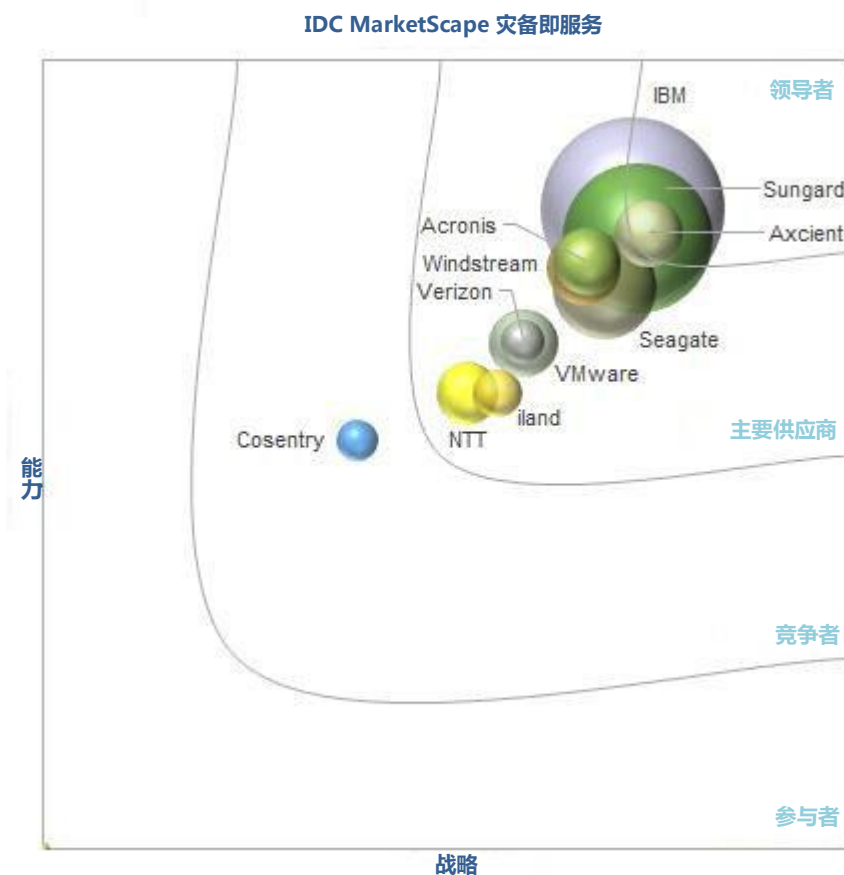 IDC MarketScape 灾备即服务
领导者
IBM
Sungard
Axcient
Acronis
Windstream
Verizon
Seagate
VMware
iland
NTT
主要供应商
Cosentry
能力
竞争者
参与者
战略